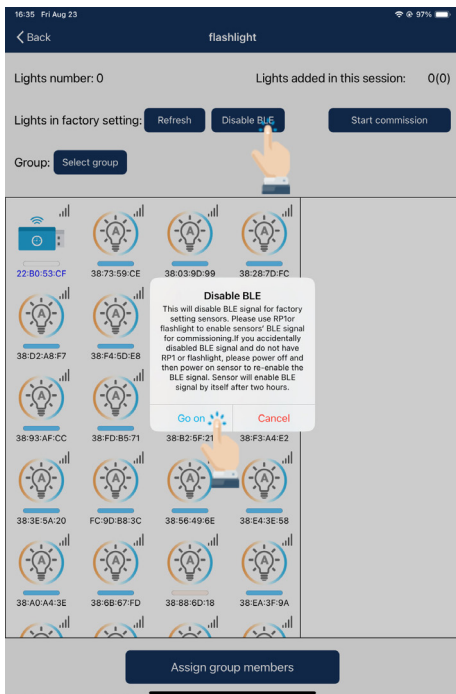 16:35 Fri Aug 23
97%
Back
flashlight
Lights number: 0
Lights added in this session: 0(0)
Lights in factory setting:
Refresh
Disable BLE
Start commission
Group:
Select group
22:B0:53:CF 38:73:59:CE 38:03:9D:99 38:28:7D:FC
Disable BLE
This will disable BLE signal for factory
setting sensors. Please use RP1or
flashlight to enable sensors' BLE signal
for commissioning.If you accidentally
disabled BLE signal and do not have
RP1 or flashlight, please power off and
then power on sensor to re-enable the
BLE signal. Sensor will enable BLE
signal by itself after two hours.
Go on
Cancel
38:D2:A8:F7 38:F4:5D:E8
38:93:AF:CC 38:FD:B5:71 38:B2:5F:21 38:F3:A4:E2
38:3E:5A:20 FC:9D:B8:3C 38:56:49:6E 38:E4:3E:58
38:A0:A4:3E 38:6B:67:FD 38:88:6D:18 38:EA:3F:9A
Assign group members